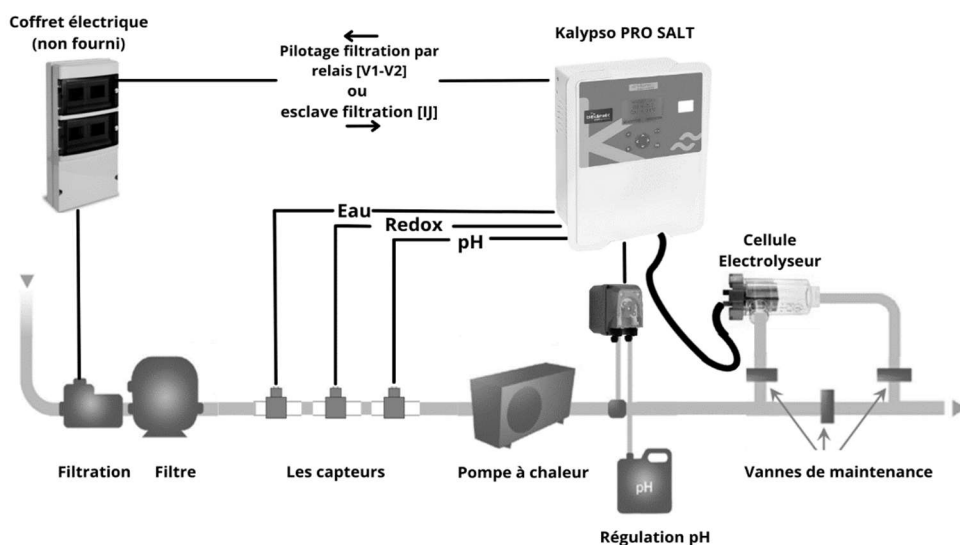 Coffret électrique
(non fourni)
Pilotage filtration par
relais [V1-V2]
ou
esclave filtration [IJ]
Kalypso PRO SALT
Eau
Redox
pH
Cellule
Electrolyseur
Filtration
Filtre
Les capteurs
Pompe à chaleur
pH
Vannes de maintenance
Régulation pH